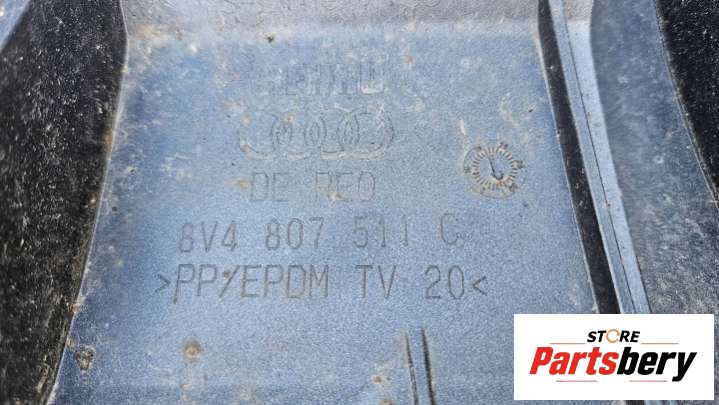 DE REO
8V4 807 511 C
>PP/EPDM TV 20<
STORE
Partsbery